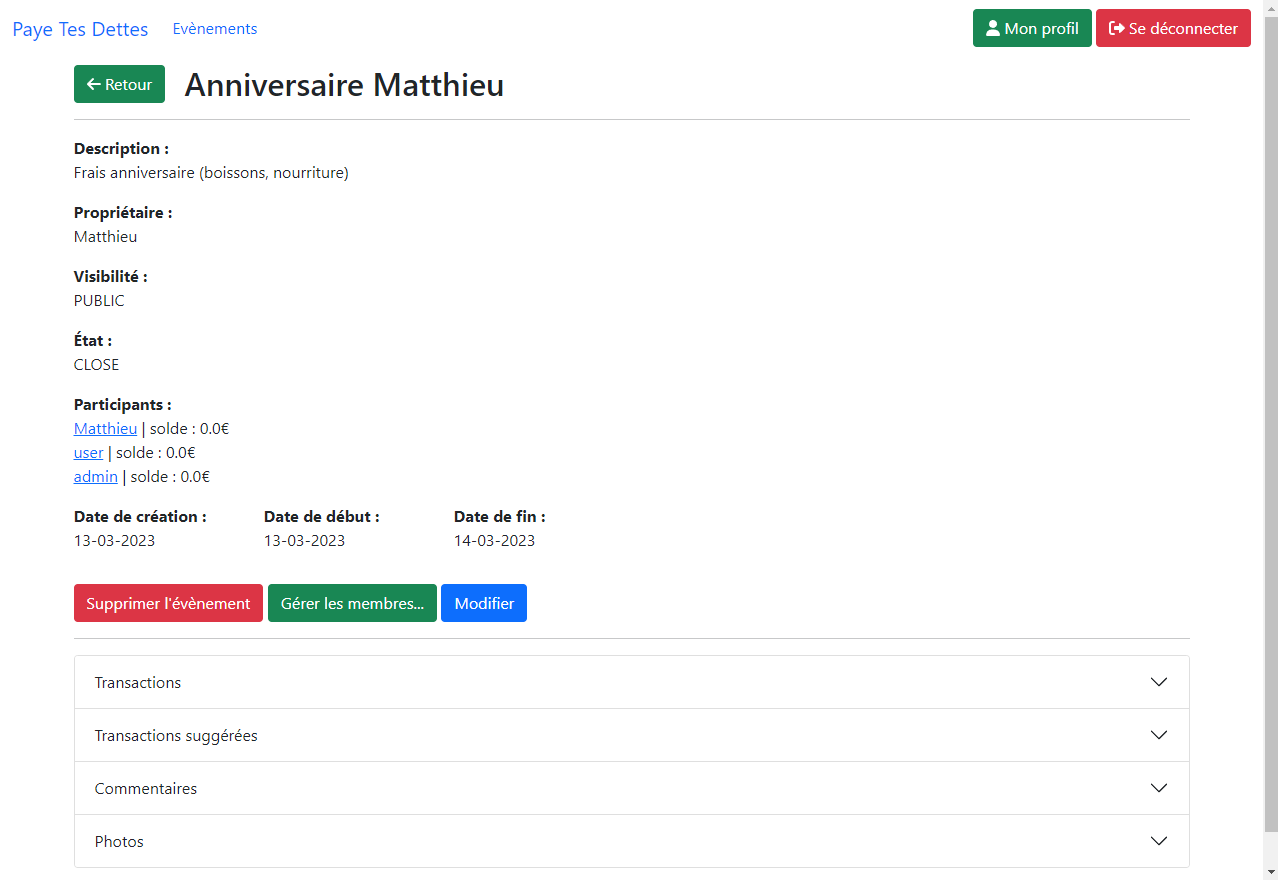 Paye Tes Dettes Evènements Mon profil Se déconnecter
Retour Anniversaire Matthieu
Description :
Frais anniversaire (boissons, nourriture)
Propriétaire :
Matthieu
Visibilité :
PUBLIC
État :
CLOSE
Participants :
Matthieu | solde : 0.0€
user | solde : 0.0€
admin | solde : 0.0€
Date de création : Date de début : Date de fin :
13-03-2023 13-03-2023 14-03-2023
Supprimer l'évènement Gérer les membres... Modifier
Transactions
Transactions suggérées
Commentaires
Photos